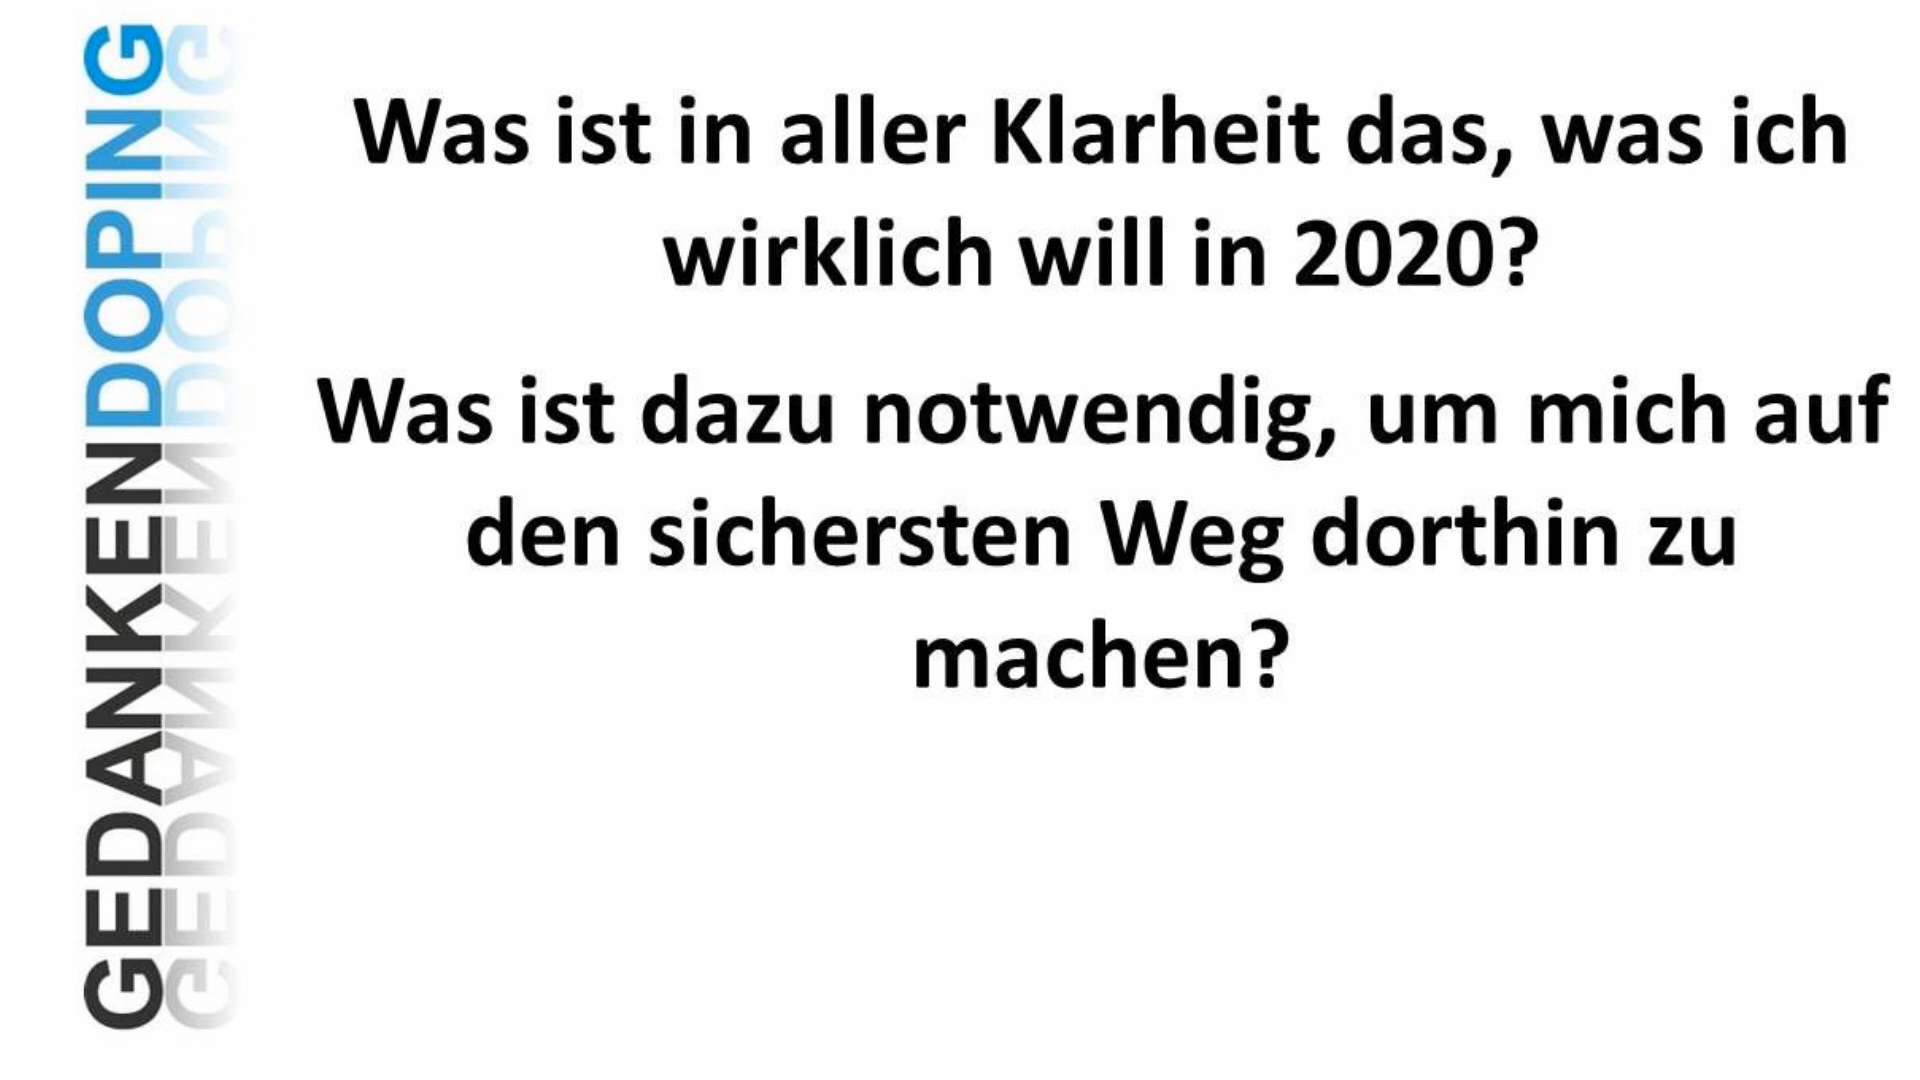 GEDANKENDOPING
Was ist in aller Klarheit das, was ich
wirklich will in 2020?
Was ist dazu notwendig, um mich auf
den sichersten Weg dorthin zu
machen?